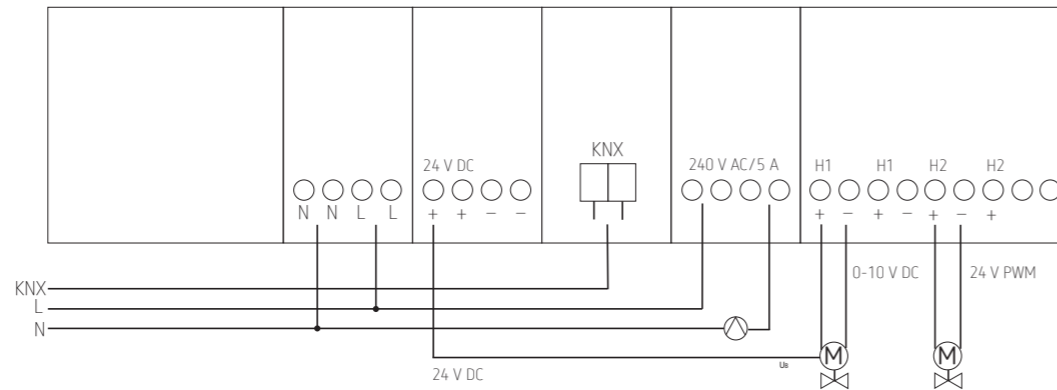 KNX
24 V DC
240 V AC/5 A
H1 H1 H2 H2
N N L L
+ + − −
+ − + − + − +
0-10 V DC
24 V PWM
KNX
L
N
24 V DC
Us
M
M